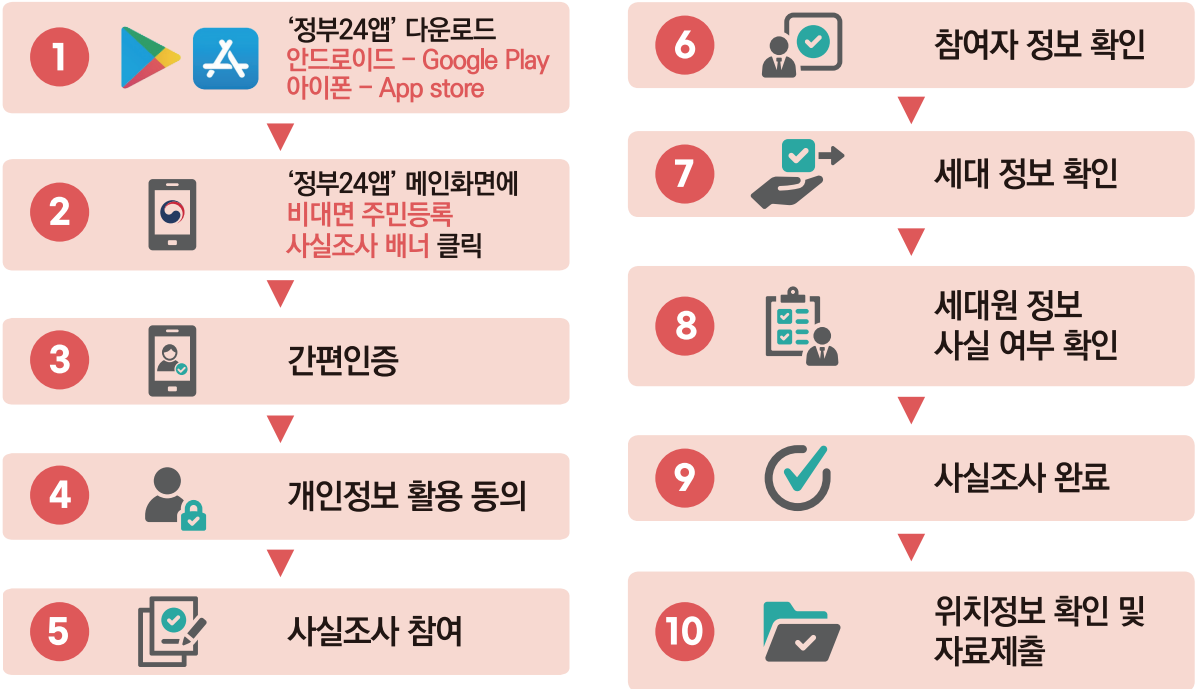 1
‘정부24앱’ 다운로드
안드로이드 – Google Play
아이폰 – App store
2
‘정부24앱’ 메인화면에
비대면 주민등록
사실조사 배너 클릭
3
간편인증
4
개인정보 활용 동의
5
사실조사 참여
6
참여자 정보 확인
7
세대 정보 확인
8
세대원 정보
사실 여부 확인
9
사실조사 완료
10
위치정보 확인 및
자료제출